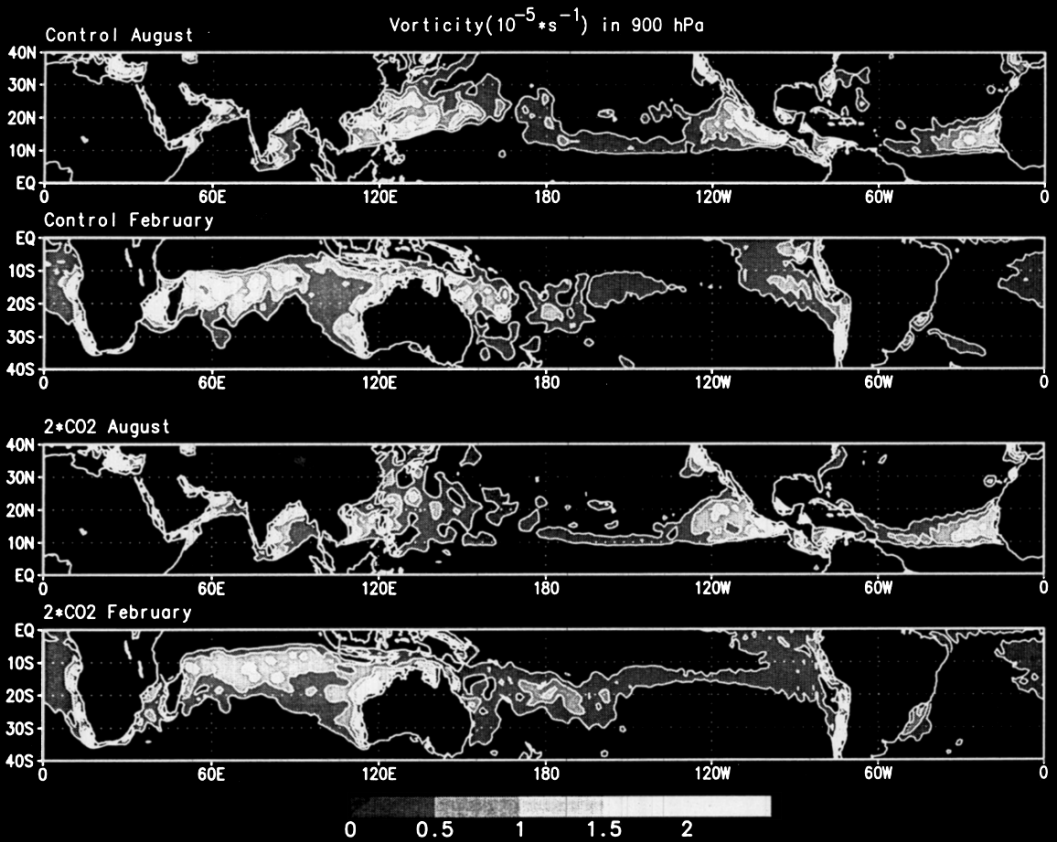 Vorticity(10^-5*s^-1) in 900 hPa
Control August
40N
30N
20N
10N
EQ
0 60E 120E 180 120W 60W 0
Control February
EQ
10S
20S
30S
40S
0 60E 120E 180 120W 60W 0
2*CO2 August
40N
30N
20N
10N
EQ
0 60E 120E 180 120W 60W 0
2*CO2 February
EQ
10S
20S
30S
40S
0 60E 120E 180 120W 60W 0
0 0.5 1 1.5 2